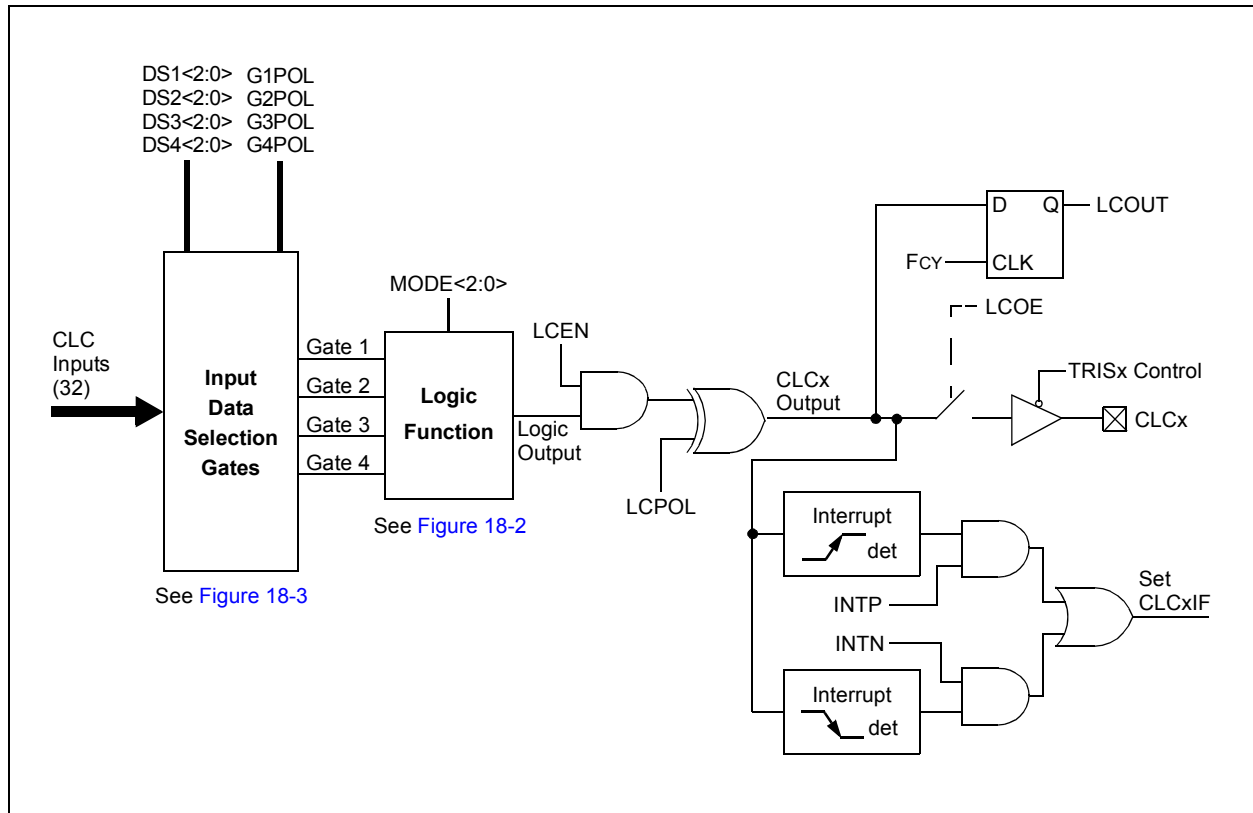 DS1<2:0> G1POL
DS2<2:0> G2POL
DS3<2:0> G3POL
DS4<2:0> G4POL
D Q LCOUT
FCY CLK
MODE<2:0>
LCOE
CLC
Inputs
(32)
Input
Data
Selection
Gates
Gate 1
Gate 2
Gate 3
Gate 4
Logic
Function
LCEN
Logic
Output
LCPOL
CLCx
Output
TRISx Control
CLCx
See Figure 18-2
See Figure 18-3
Interrupt
det
INTP
INTN
Interrupt
det
Set
CLCxIF